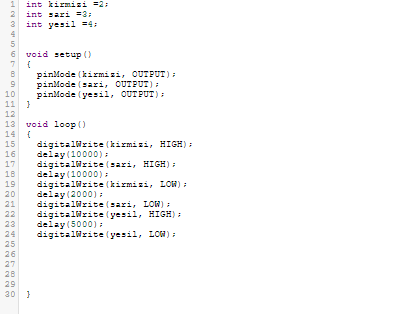 1 int kirmizi =2;
2 int sari =3;
3 int yesil =4;
4
5
6 void setup()
7 {
8 pinMode(kirmizi, OUTPUT);
9 pinMode(sari, OUTPUT);
10 pinMode(yesil, OUTPUT);
11 }
12
13 void loop()
14 {
15 digitalWrite(kirmizi, HIGH);
16 delay(10000);
17 digitalWrite(sari, HIGH);
18 delay(10000);
19 digitalWrite(kirmizi, LOW);
20 delay(2000);
21 digitalWrite(sari, LOW);
22 digitalWrite(yesil, HIGH);
23 delay(5000);
24 digitalWrite(yesil, LOW);
25
26
27
28
29
30 }